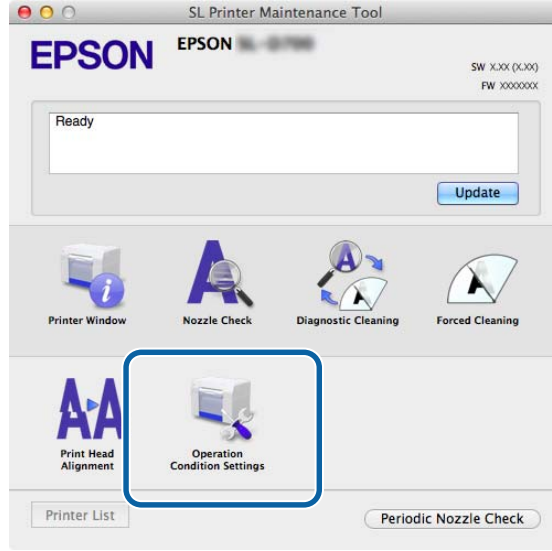 SL Printer Maintenance Tool
EPSON
EPSON
SW X.XX (X.XX)
FW XXXXXXX
Ready
Update
Printer Window
Nozzle Check
Diagnostic Cleaning
Forced Cleaning
Print Head
Alignment
Operation
Condition Settings
Printer List
Periodic Nozzle Check